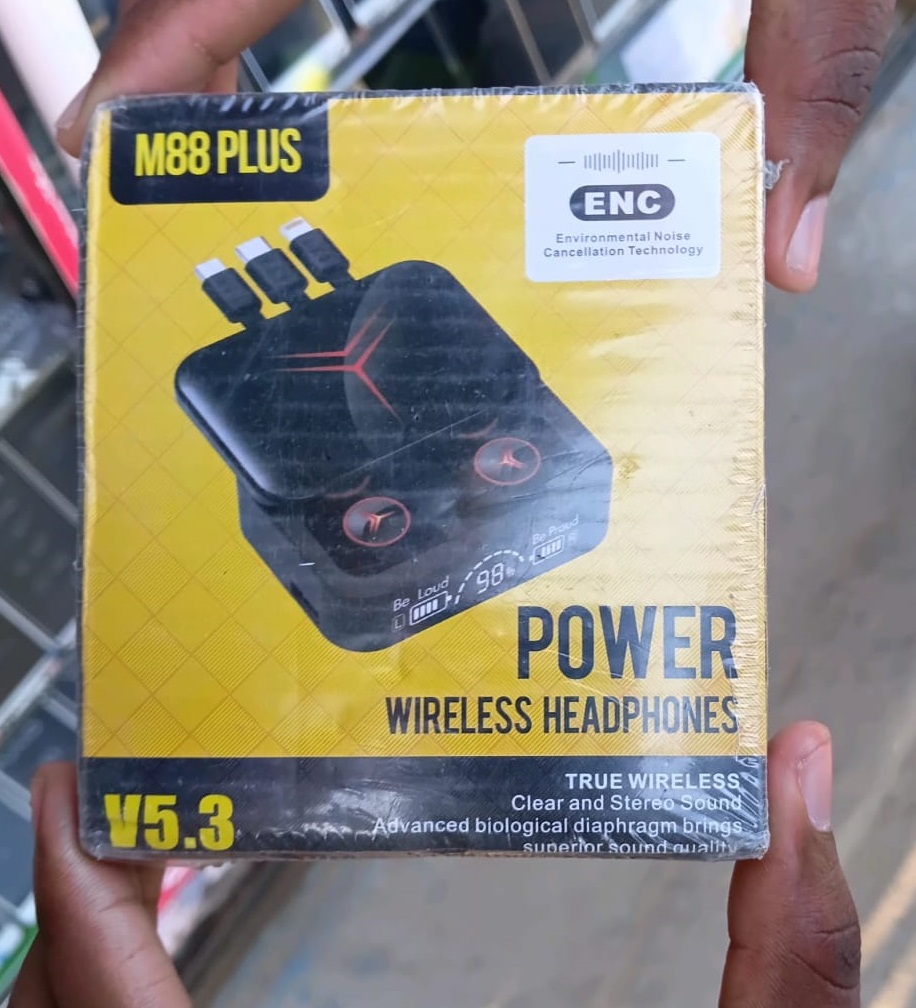 M88 PLUS
ENC
Environmental Noise
Cancellation Technology
Be Loud
Be Proud
L
98%
R
POWER
WIRELESS HEADPHONES
V5.3
TRUE WIRELESS
Clear and Stereo Sound
Advanced biological diaphragm brings
superior sound quality